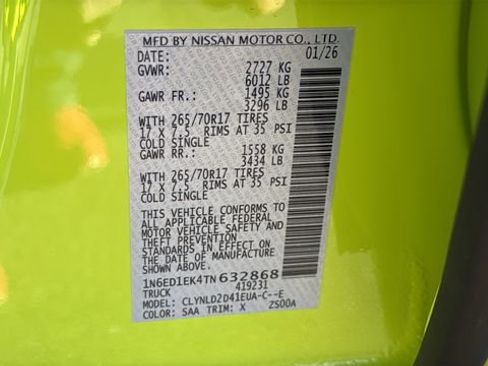 MFD BY NISSAN MOTOR CO., LTD.
DATE: 01/26
GVWR: 2727 KG
6012 LB
GAWR FR.: 1495 KG
3296 LB
WITH 265/70R17 TIRES
17 X 7.5 RIMS AT 35 PSI
COLD SINGLE
GAWR RR.: 1558 KG
3434 LB
WITH 265/70R17 TIRES
17 X 7.5 RIMS AT 35 PSI
COLD SINGLE
THIS VEHICLE CONFORMS TO
ALL APPLICABLE FEDERAL
MOTOR VEHICLE SAFETY AND
THEFT PREVENTION
STANDARDS IN EFFECT ON
THE DATE OF MANUFACTURE
SHOWN ABOVE.
1N6ED1EK4TN632868
TRUCK 419231
MODEL: CLYNLD2D41EUA-C--E
COLOR: SAA TRIM: X ZS00A